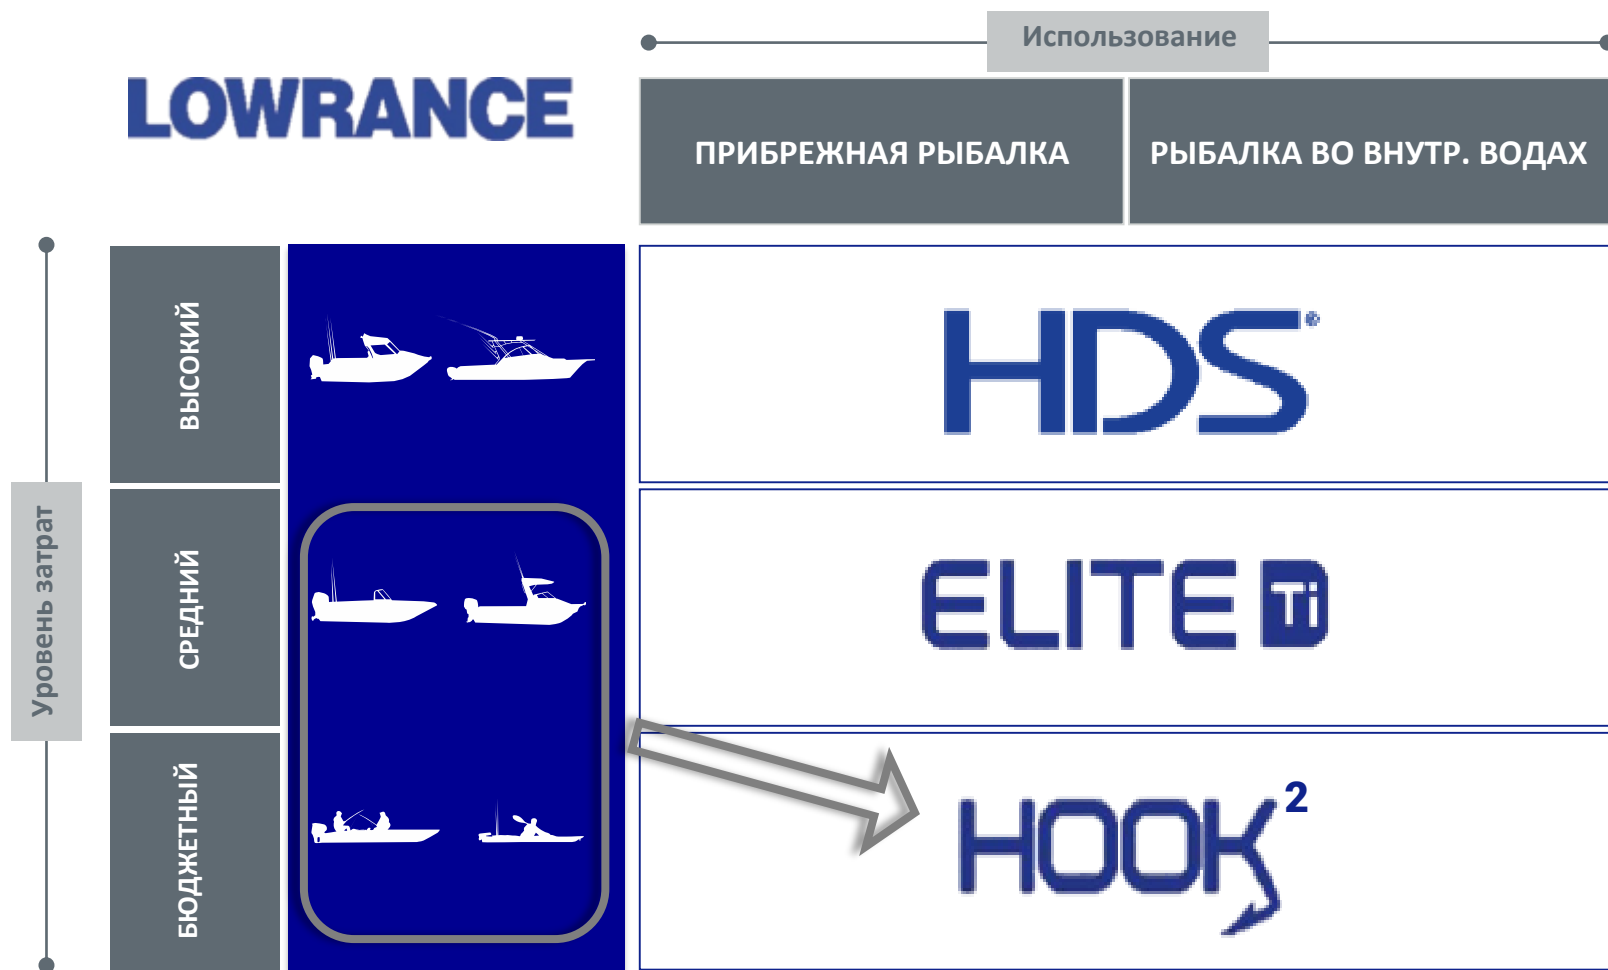 Использование
LOWRANCE
ПРИБРЕЖНАЯ РЫБАЛКА
РЫБАЛКА ВО ВНУТР. ВОДАХ
Уровень затрат
ВЫСОКИЙ
HDS®
СРЕДНИЙ
ELITE Ti
БЮДЖЕТНЫЙ
HOOK²